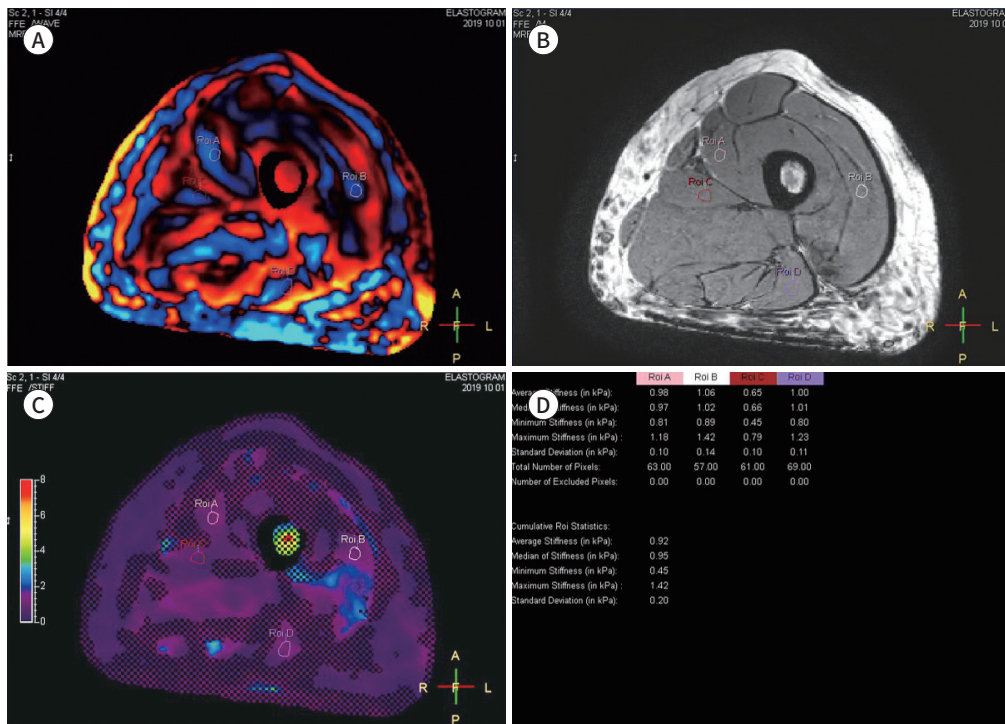 Sc 2, 1 - SI 4/4
ELASTOGRAM
FFE /WAVE
2019 10 01
MRE
A
Roi A
Roi B
Roi D
A
R F L
P
Sc 2, 1 - SI 4/4
ELASTOGRAM
FFE /M
2019 10 01
B
Roi A
Roi C
Roi B
Roi D
A
R F L
P
Sc 2, 1 - SI 4/4
ELASTOGRAM
FFE /STIFF
2019 10 01
C
8
6
4
2
0
Roi A
Roi B
Roi D
A
R F L
P
D
Roi A Roi B Roi C Roi D
Average Stiffness (in kPa): 0.98 1.06 0.65 1.00
Stiffness (in kPa): 0.97 1.02 0.66 1.01
Minimum Stiffness (in kPa): 0.81 0.89 0.45 0.80
Maximum Stiffness (in kPa) : 1.18 1.42 0.79 1.23
Standard Deviation (in kPa): 0.10 0.14 0.10 0.11
Total Number of Pixels: 63.00 57.00 61.00 69.00
Number of Excluded Pixels: 0.00 0.00 0.00 0.00
Cumulative Roi Statistics:
Average Stiffness (in kPa): 0.92
Median of Stiffness (in kPa): 0.95
Minimum Stiffness (in kPa): 0.45
Maximum Stiffness (in kPa) : 1.42
Standard Deviation (in kPa): 0.20